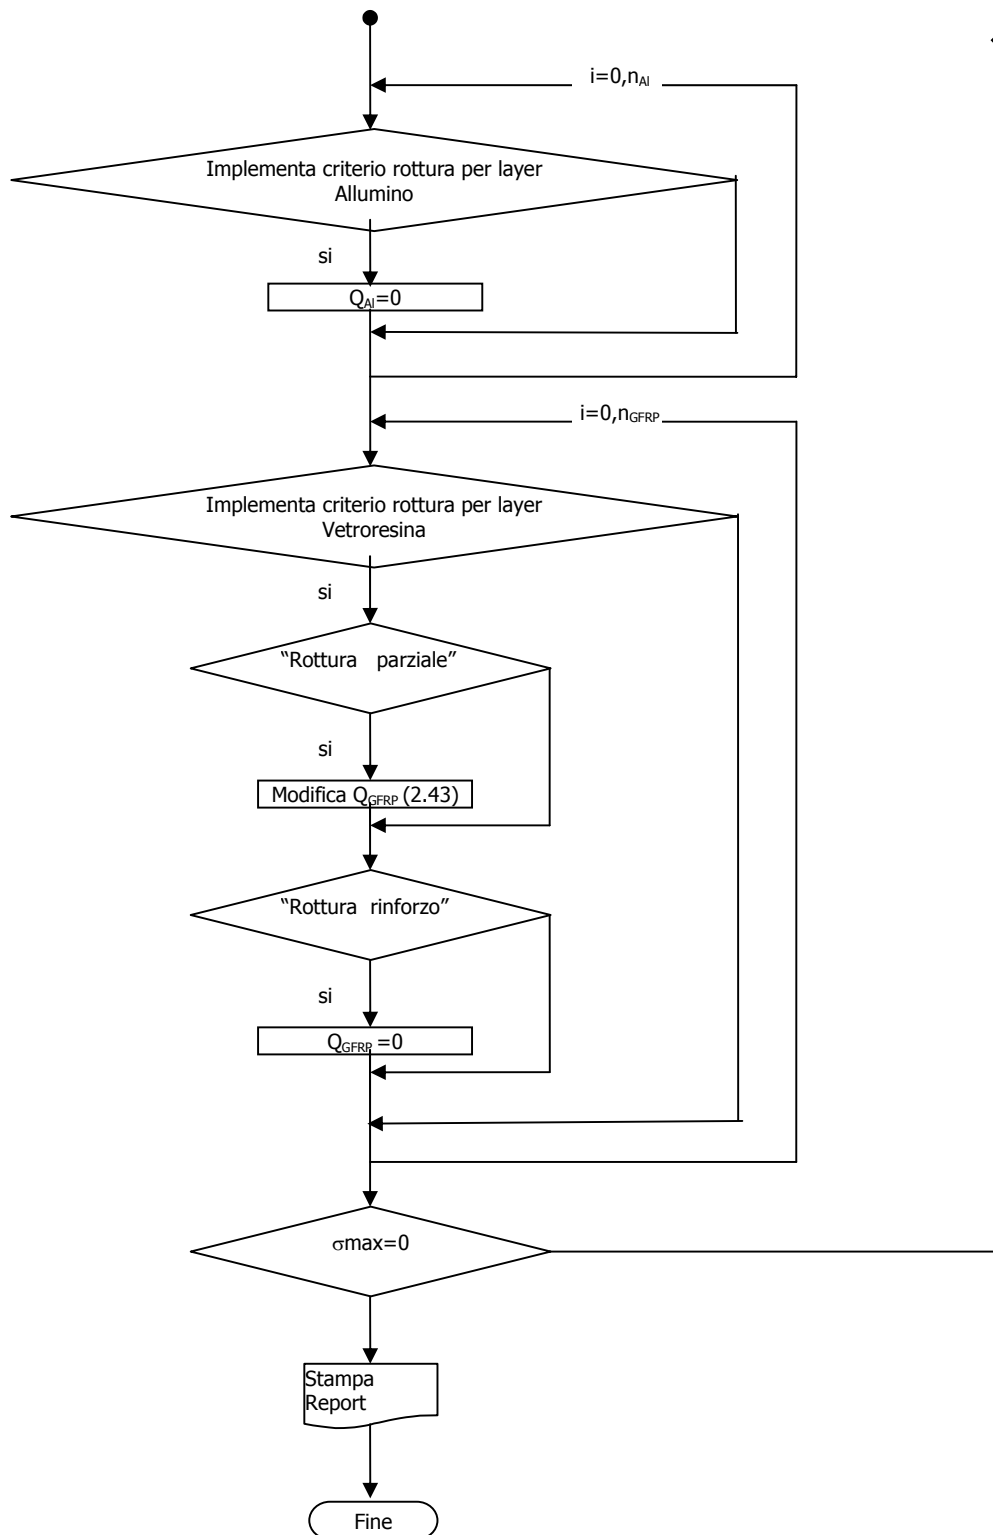 i=0,nAl
Implementa criterio rottura per layer
Allumino
si
QAl=0
i=0,nGFRP
Implementa criterio rottura per layer
Vetroresina
si
“Rottura parziale”
si
Modifica QGFRP (2.43)
“Rottura rinforzo”
si
QGFRP =0
σmax=0
Stampa
Report
Fine